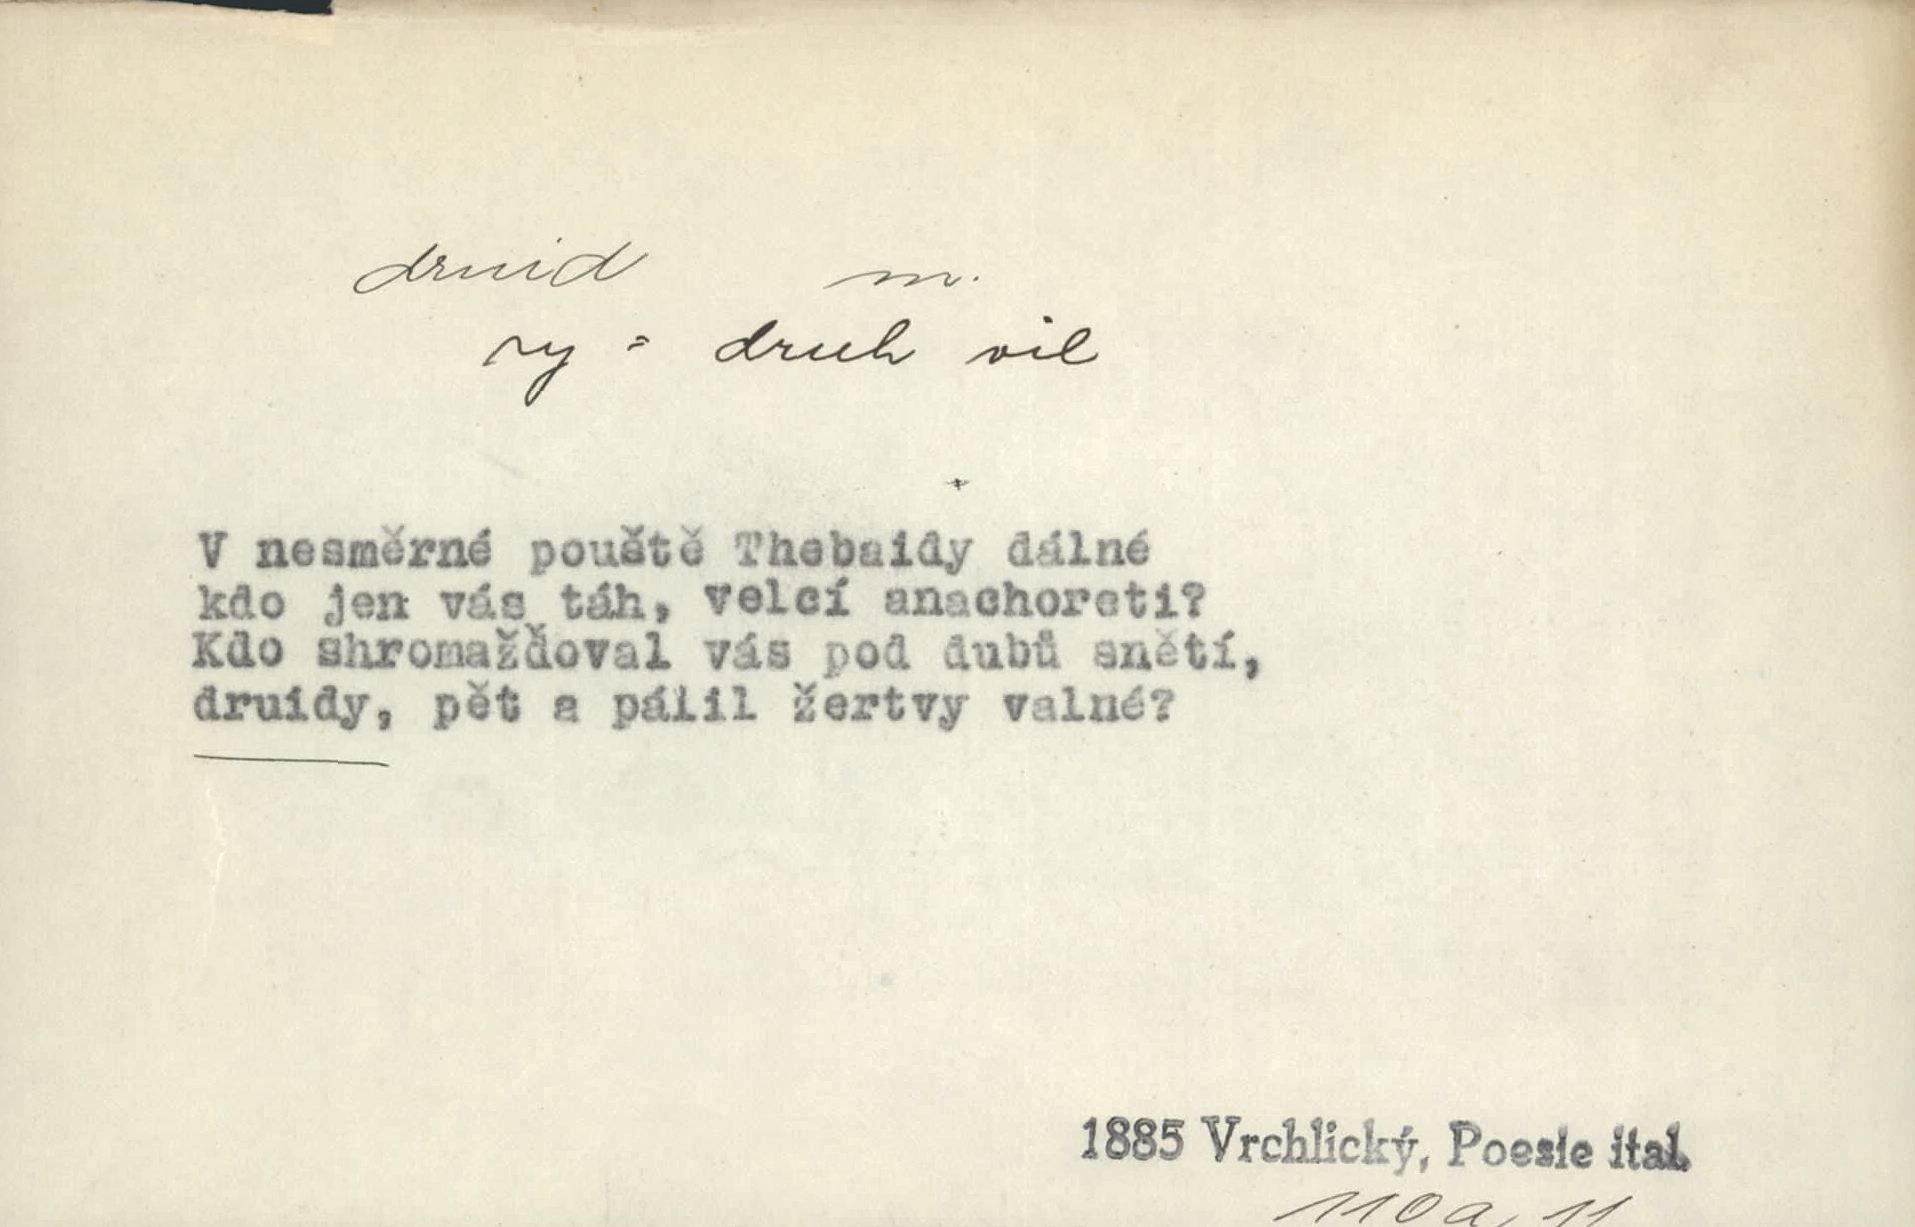 druid m.
ry = druh vil
V nesměrné pouště Thebaidy dálné
kdo jen vás táh, velcí anachoreti?
Kdo shromažďoval vás pod dubů snětí,
druidy, pět a pálil žertvy valné?
1885 Vrchlický, Poesie ital.
110a, 11